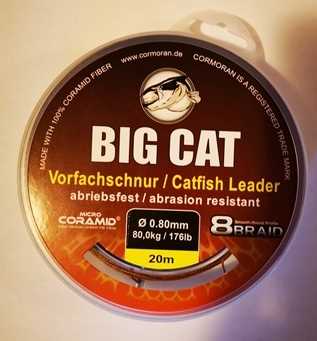 MADE WITH 100% CORAMID FIBER
www.cormoran.de
CORMORAN IS A REGISTERED TRADE MARK
BIG CAT
Vorfachschnur / Catfish Leader
abriebsfest / abrasion resistant
MICRO
CORAMID
Ø 0.80mm
80,0kg / 176lb
20m
8 BRAID